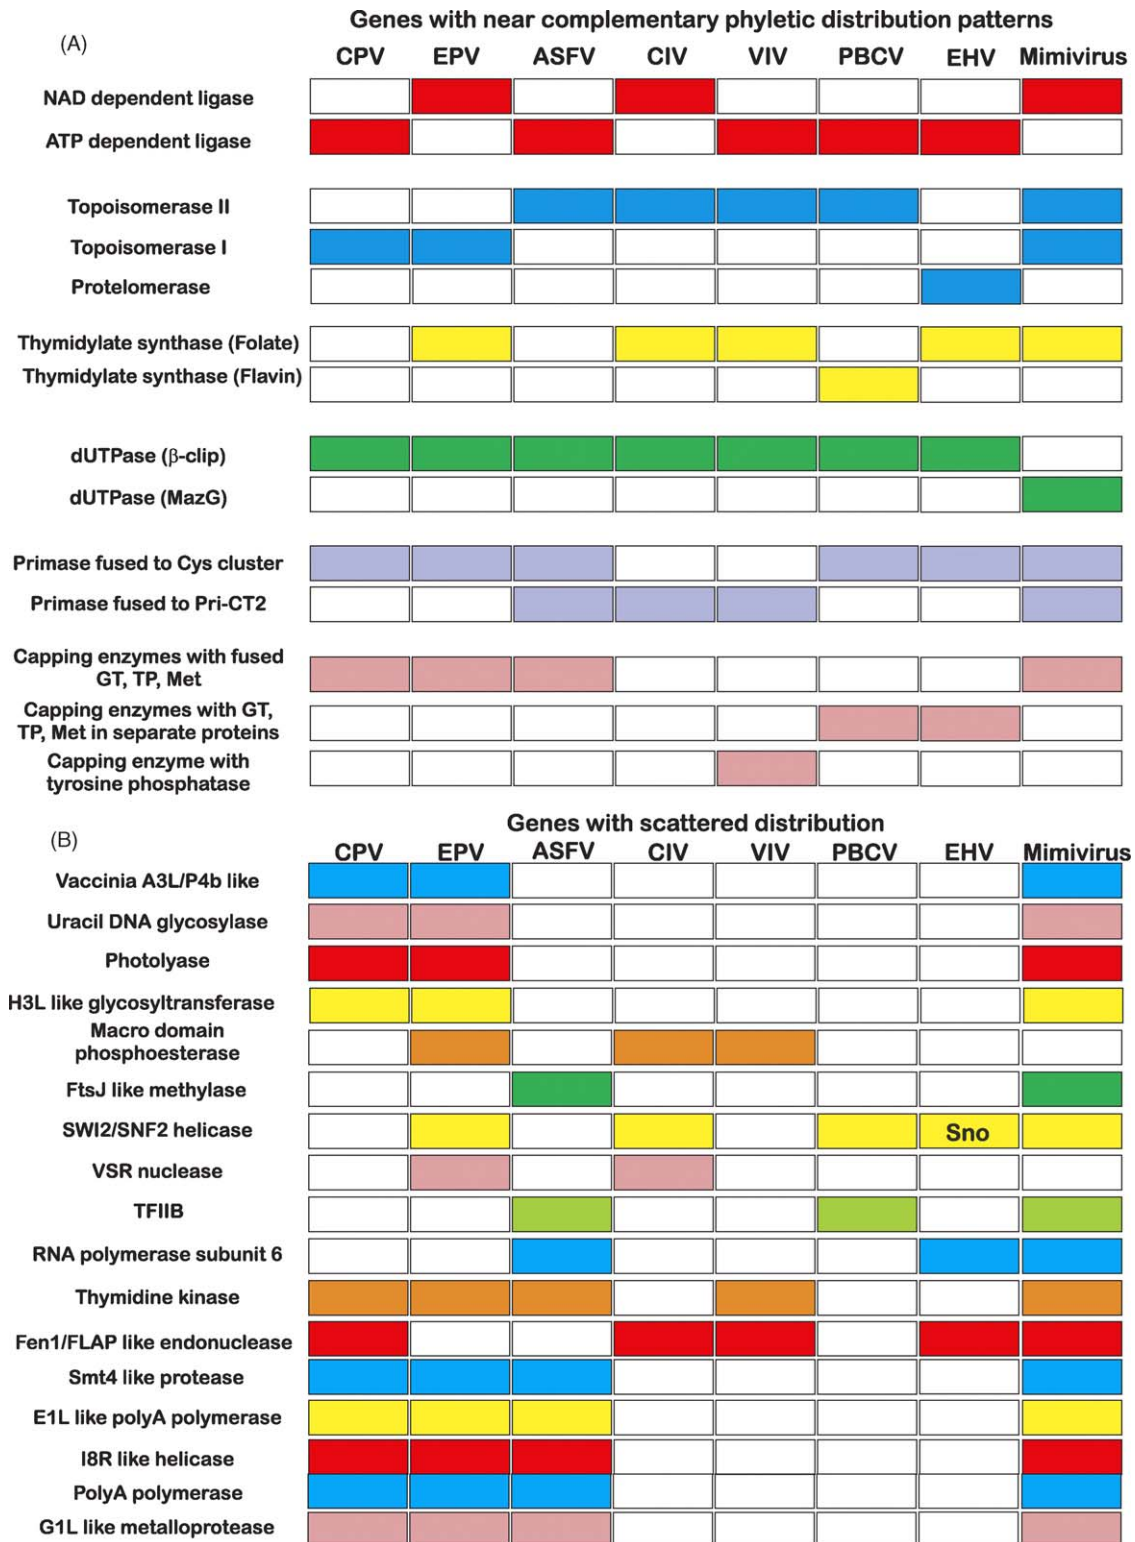 Genes with near complementary phyletic distribution patterns
(A)
CPV EPV ASFV CIV VIV PBCV EHV Mimivirus
NAD dependent ligase
ATP dependent ligase
Topoisomerase II
Topoisomerase I
Protelomerase
Thymidylate synthase (Folate)
Thymidylate synthase (Flavin)
dUTPase (β-clip)
dUTPase (MazG)
Primase fused to Cys cluster
Primase fused to Pri-CT2
Capping enzymes with fused
GT, TP, Met
Capping enzymes with GT,
TP, Met in separate proteins
Capping enzyme with
tyrosine phosphatase
(B)
Genes with scattered distribution
CPV EPV ASFV CIV VIV PBCV EHV Mimivirus
Vaccinia A3L/P4b like
Uracil DNA glycosylase
Photolyase
H3L like glycosyltransferase
Macro domain
phosphoesterase
FtsJ like methylase
SWI2/SNF2 helicase Sno
VSR nuclease
TFIIB
RNA polymerase subunit 6
Thymidine kinase
Fen1/FLAP like endonuclease
Smt4 like protease
E1L like polyA polymerase
I8R like helicase
PolyA polymerase
G1L like metalloprotease